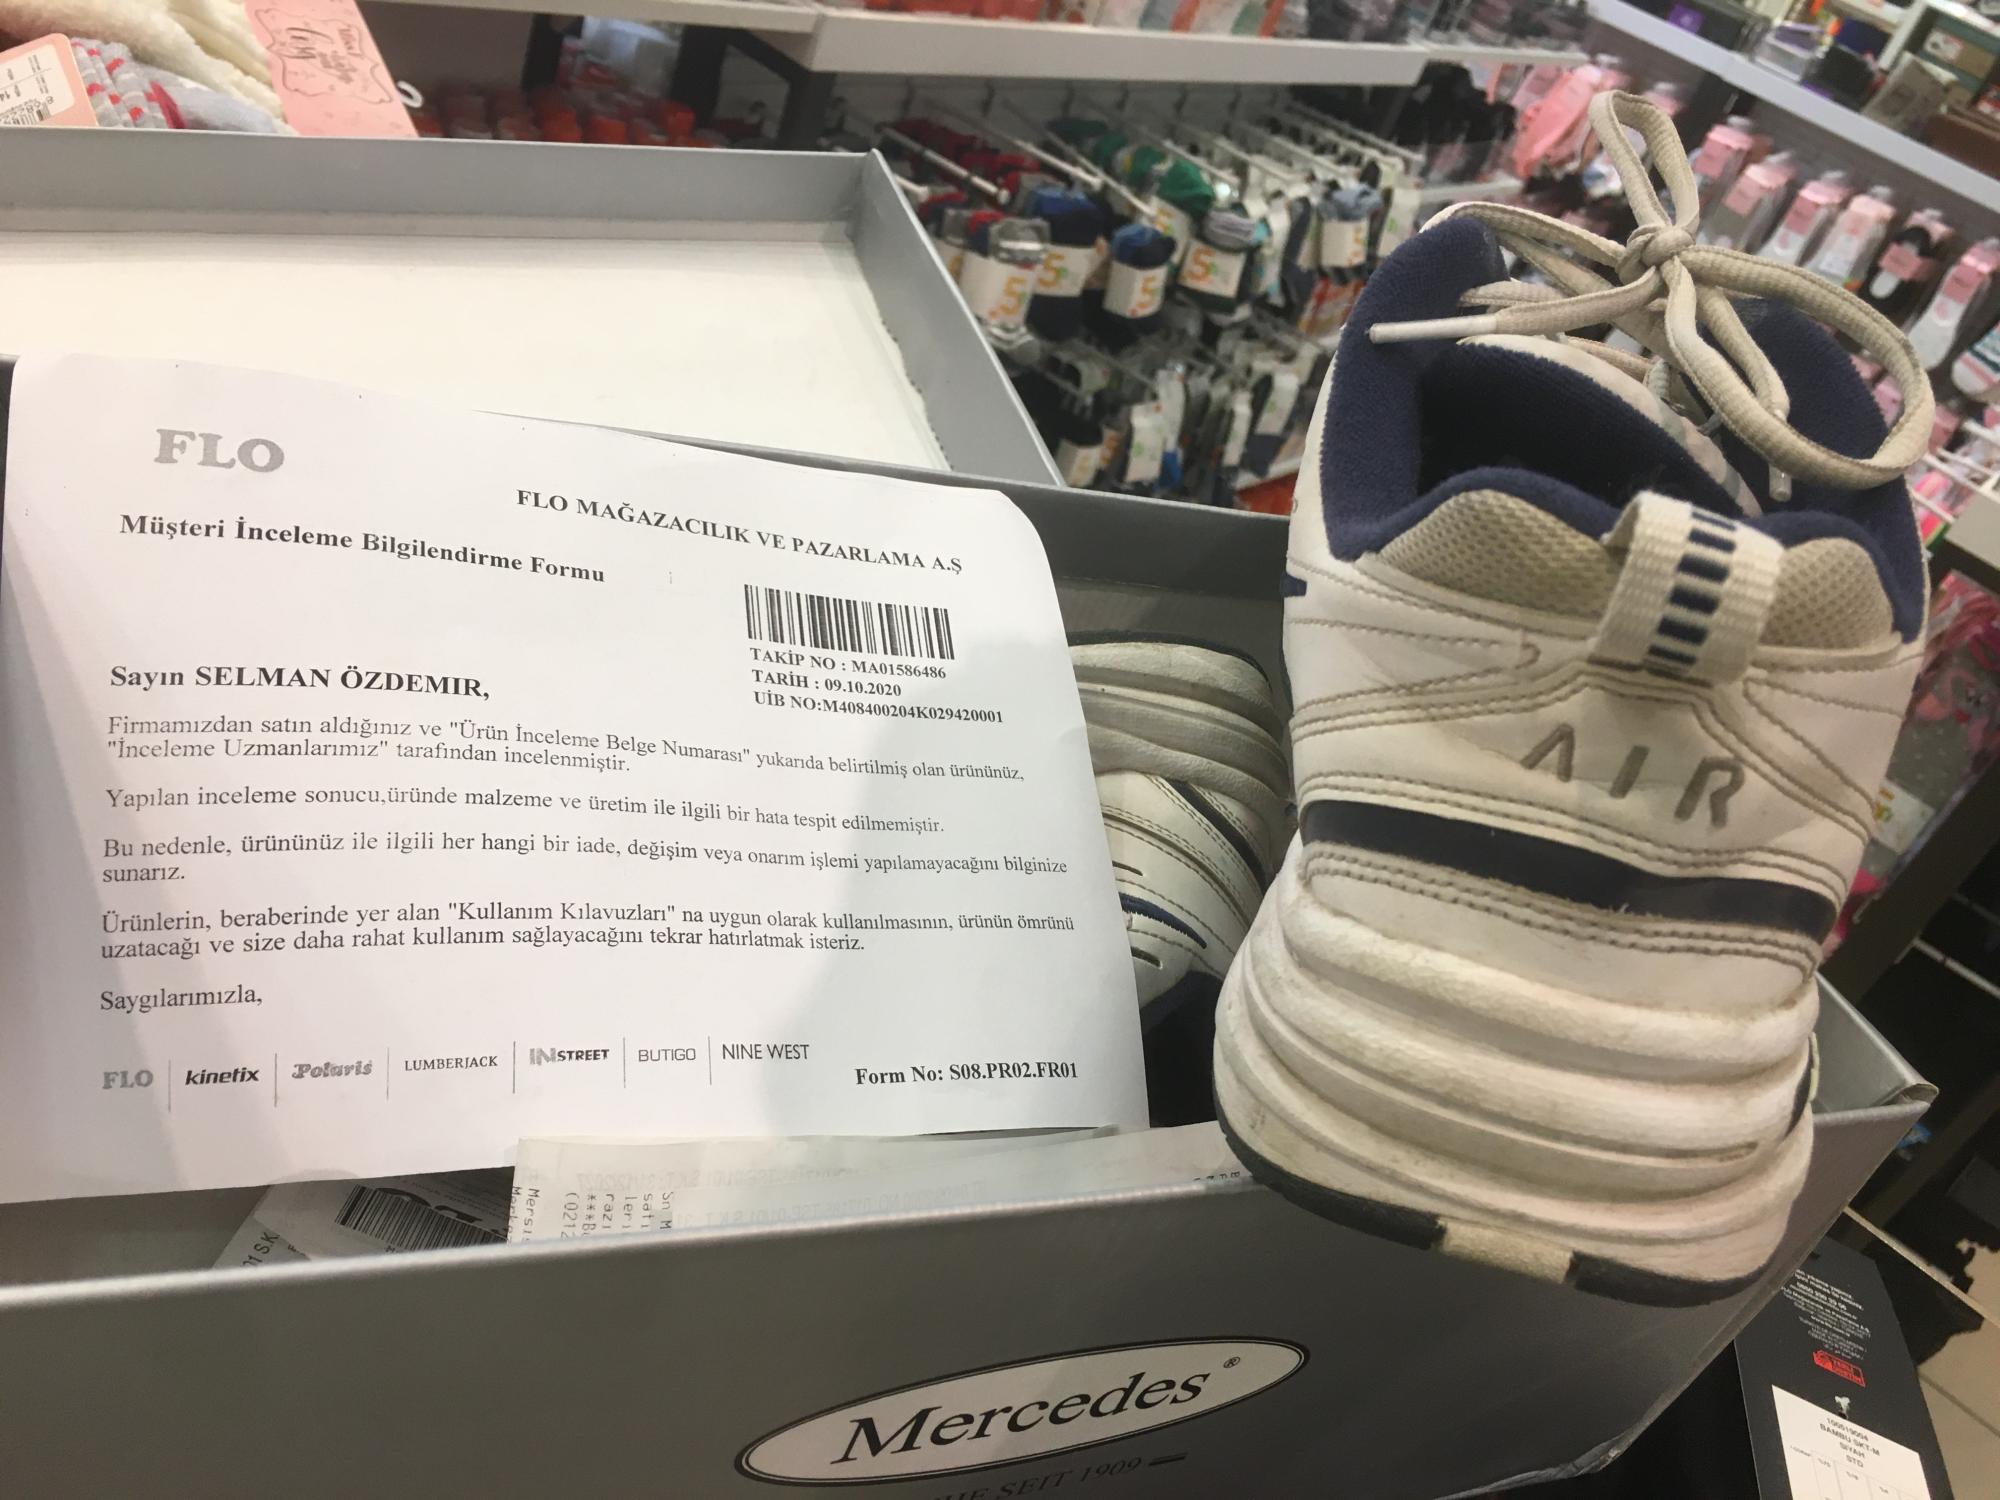 FLO
FLO MAĞAZACILIK VE PAZARLAMA A.Ş
Müşteri İnceleme Bilgilendirme Formu
TAKİP NO : MA01586486
TARİH : 09.10.2020
UİB NO:M408400204K029420001
Sayın SELMAN ÖZDEMIR,
Firmamızdan satın aldığınız ve "Ürün İnceleme Belge Numarası" yukarıda belirtilmiş olan ürününüz,
"İnceleme Uzmanlarımız" tarafından incelenmiştir.
Yapılan inceleme sonucu,üründe malzeme ve üretim ile ilgili bir hata tespit edilmemiştir.
Bu nedenle, ürününüz ile ilgili her hangi bir iade, değişim veya onarım işlemi yapılamayacağını bilginize
sunarız.
Ürünlerin, beraberinde yer alan "Kullanım Kılavuzları" na uygun olarak kullanılmasının, ürünün ömrünü
uzatacağı ve size daha rahat kullanım sağlayacağını tekrar hatırlatmak isteriz.
Saygılarımızla,
FLO kinetix Polaris LUMBERJACK INSTREET BUTIGO NINE WEST
Form No: S08.PR02.FR01
AIR
Mercedes ®
SEIT 1909
BAMBU SKT-M
SİYAH
STD